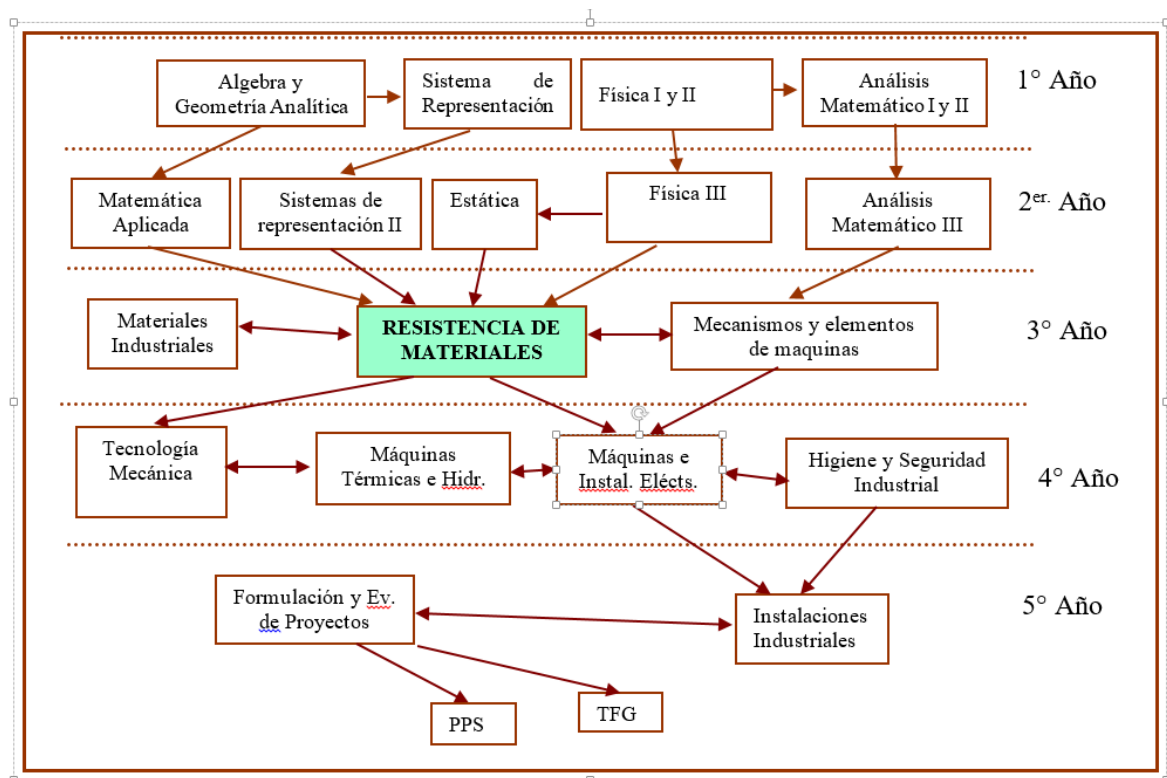 Algebra y
Geometría Analítica
Sistema de
Representación
Física I y II
Análisis
Matemático I y II
1° Año
Matemática
Aplicada
Sistemas de
representación II
Estática
Física III
Análisis
Matemático III
2er. Año
Materiales
Industriales
RESISTENCIA DE
MATERIALES
Mecanismos y elementos
de maquinas
3° Año
Tecnología
Mecánica
Máquinas
Térmicas e Hidr.
Máquinas e
Instal. Elécts.
Higiene y Seguridad
Industrial
4° Año
Formulación y Ev.
de Proyectos
Instalaciones
Industriales
5° Año
PPS
TFG